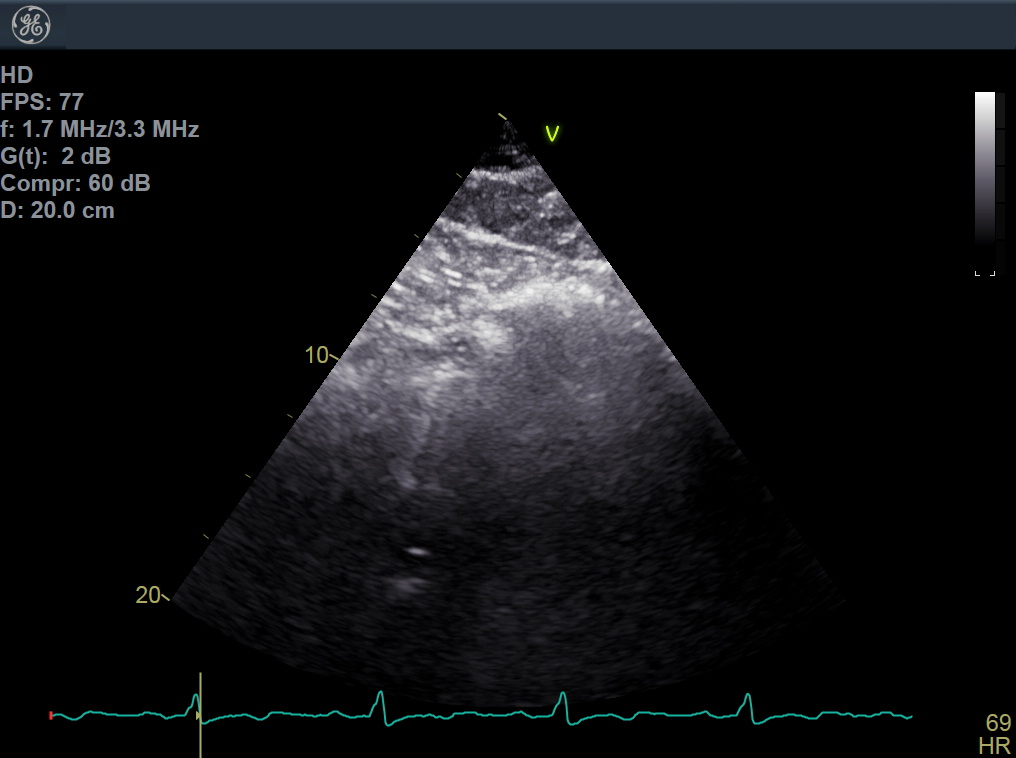 HD
FPS: 77
f: 1.7 MHz/3.3 MHz
G(t): 2 dB
Compr: 60 dB
D: 20.0 cm
V
10
20
69
HR